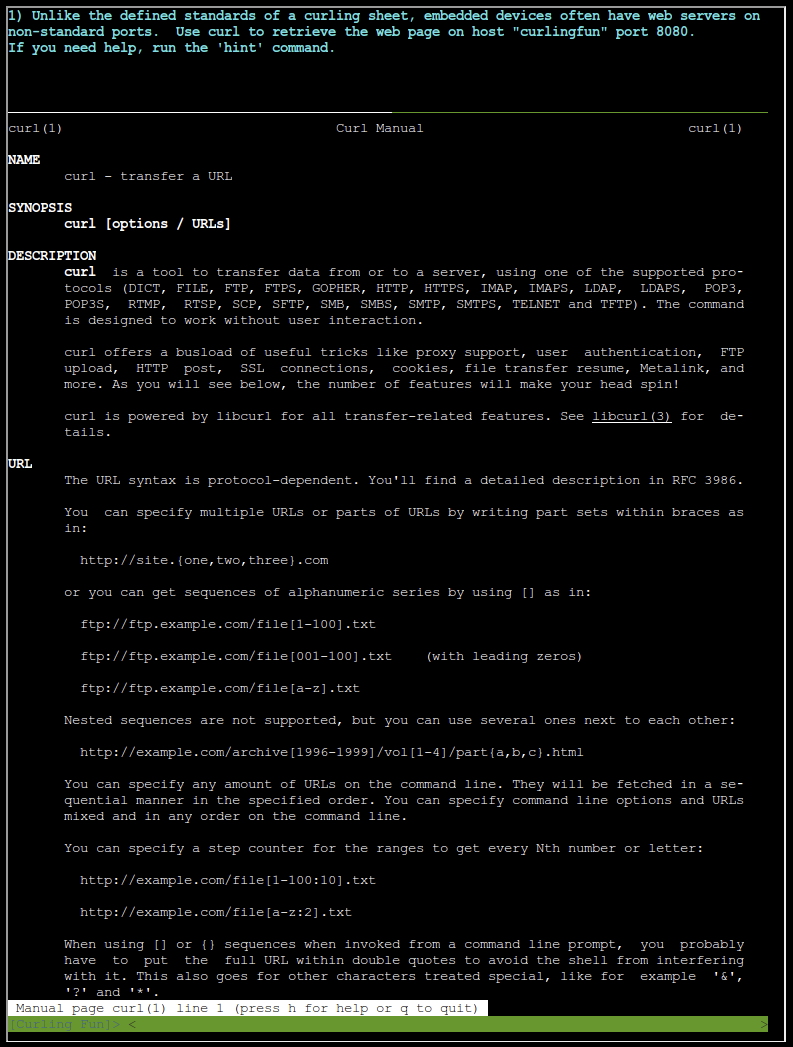 1) Unlike the defined standards of a curling sheet, embedded devices often have web servers on
non-standard ports.  Use curl to retrieve the web page on host "curlingfun" port 8080.
If you need help, run the 'hint' command.
curl(1)                                  Curl Manual                                 curl(1)
NAME
       curl - transfer a URL
SYNOPSIS
       curl [options / URLs]
DESCRIPTION
       curl  is a tool to transfer data from or to a server, using one of the supported pro-
       tocols (DICT, FILE, FTP, FTPS, GOPHER, HTTP, HTTPS, IMAP, IMAPS, LDAP,  LDAPS,  POP3,
       POP3S,  RTMP,  RTSP, SCP, SFTP, SMB, SMBS, SMTP, SMTPS, TELNET and TFTP). The command
       is designed to work without user interaction.
       curl offers a busload of useful tricks like proxy support, user  authentication,  FTP
       upload,  HTTP  post,  SSL  connections,  cookies, file transfer resume, Metalink, and
       more. As you will see below, the number of features will make your head spin!
       curl is powered by libcurl for all transfer-related features. See libcurl(3) for  de-
       tails.
URL
       The URL syntax is protocol-dependent. You'll find a detailed description in RFC 3986.
       You  can specify multiple URLs or parts of URLs by writing part sets within braces as
       in:
         http://site.{one,two,three}.com
       or you can get sequences of alphanumeric series by using [] as in:
         ftp://ftp.example.com/file[1-100].txt
         ftp://ftp.example.com/file[001-100].txt    (with leading zeros)
         ftp://ftp.example.com/file[a-z].txt
       Nested sequences are not supported, but you can use several ones next to each other:
         http://example.com/archive[1996-1999]/vol[1-4]/part{a,b,c}.html
       You can specify any amount of URLs on the command line. They will be fetched in a se-
       quential manner in the specified order. You can specify command line options and URLs
       mixed and in any order on the command line.
       You can specify a step counter for the ranges to get every Nth number or letter:
         http://example.com/file[1-100:10].txt
         http://example.com/file[a-z:2].txt
       When using [] or {} sequences when invoked from a command line prompt,  you  probably
       have  to  put  the  full URL within double quotes to avoid the shell from interfering
       with it. This also goes for other characters treated special, like for  example  '&',
       '?' and '*'.
 Manual page curl(1) line 1 (press h for help or q to quit)
[Curling Fun]> <                                                                              >